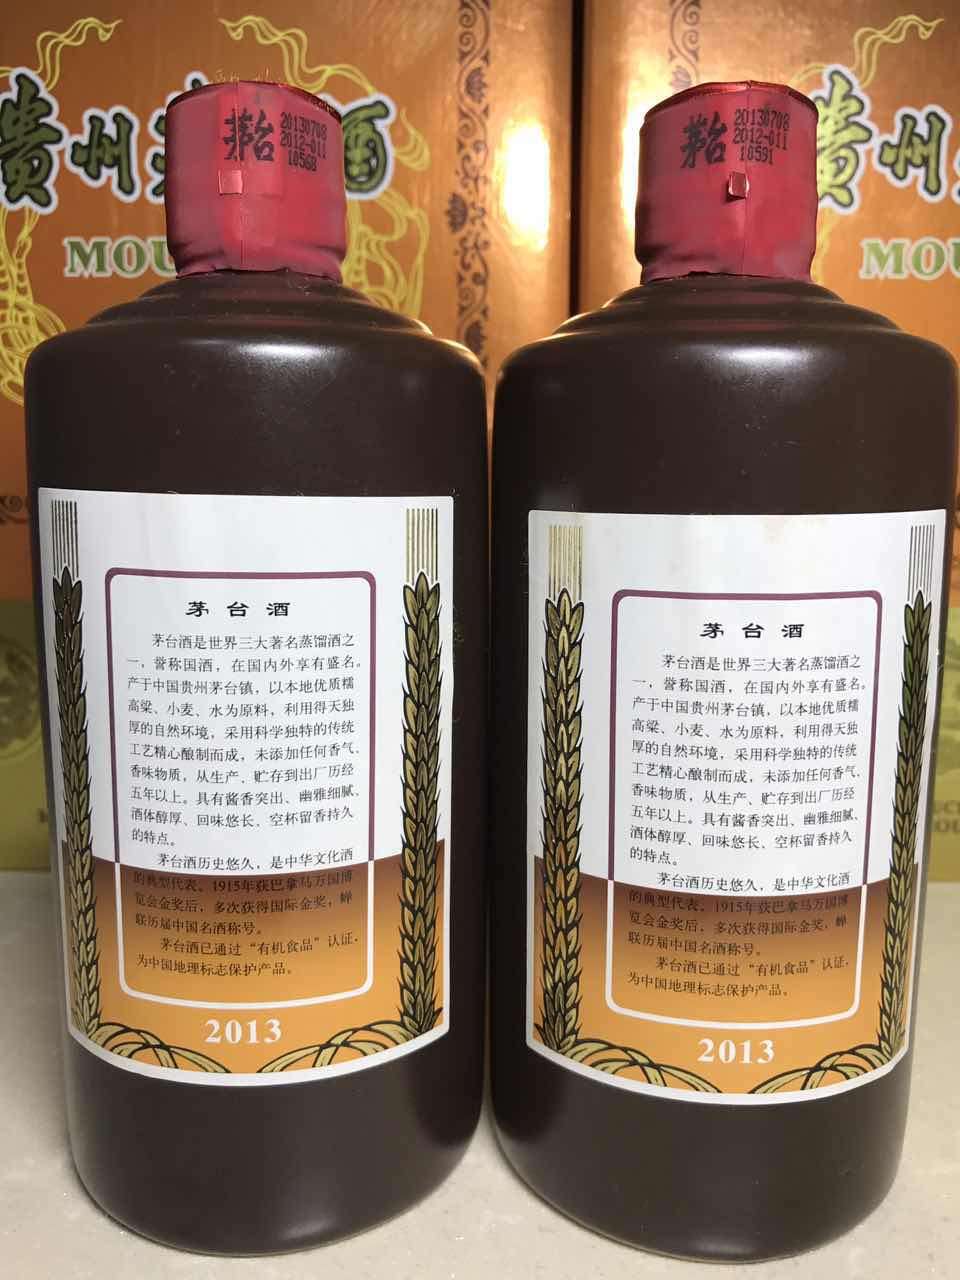 貴州
酒
MOU
茅台
20130708
2012-011
10568
茅台酒
茅台酒是世界三大著名蒸馏酒之
一，誉称国酒，在国内外享有盛名。
产于中国贵州茅台镇，以本地优质糯
高粱、小麦、水为原料，利用得天独
厚的自然环境，采用科学独特的传统
工艺精心酿制而成，未添加任何香气、
香味物质，从生产、贮存到出厂历经
五年以上。具有酱香突出、幽雅细腻、
酒体醇厚、回味悠长、空杯留香持久
的特点。
茅台酒历史悠久，是中华文化酒
的典型代表。1915年获巴拿马万国博
览会金奖后，多次获得国际金奖，蝉
联历届中国名酒称号。
茅台酒已通过“有机食品”认证，
为中国地理标志保护产品。
2013
貴州
MOU
茅台
20130708
2012-011
10591
茅台酒
茅台酒是世界三大著名蒸馏酒之
一，誉称国酒，在国内外享有盛名。
产于中国贵州茅台镇，以本地优质糯
高粱、小麦、水为原料，利用得天独
厚的自然环境，采用科学独特的传统
工艺精心酿制而成，未添加任何香气、
香味物质，从生产、贮存到出厂历经
五年以上。具有酱香突出、幽雅细腻、
酒体醇厚、回味悠长、空杯留香持久
的特点。
茅台酒历史悠久，是中华文化酒
的典型代表。1915年获巴拿马万国博
览会金奖后，多次获得国际金奖，蝉
联历届中国名酒称号。
茅台酒已通过“有机食品”认证，
为中国地理标志保护产品。
2013